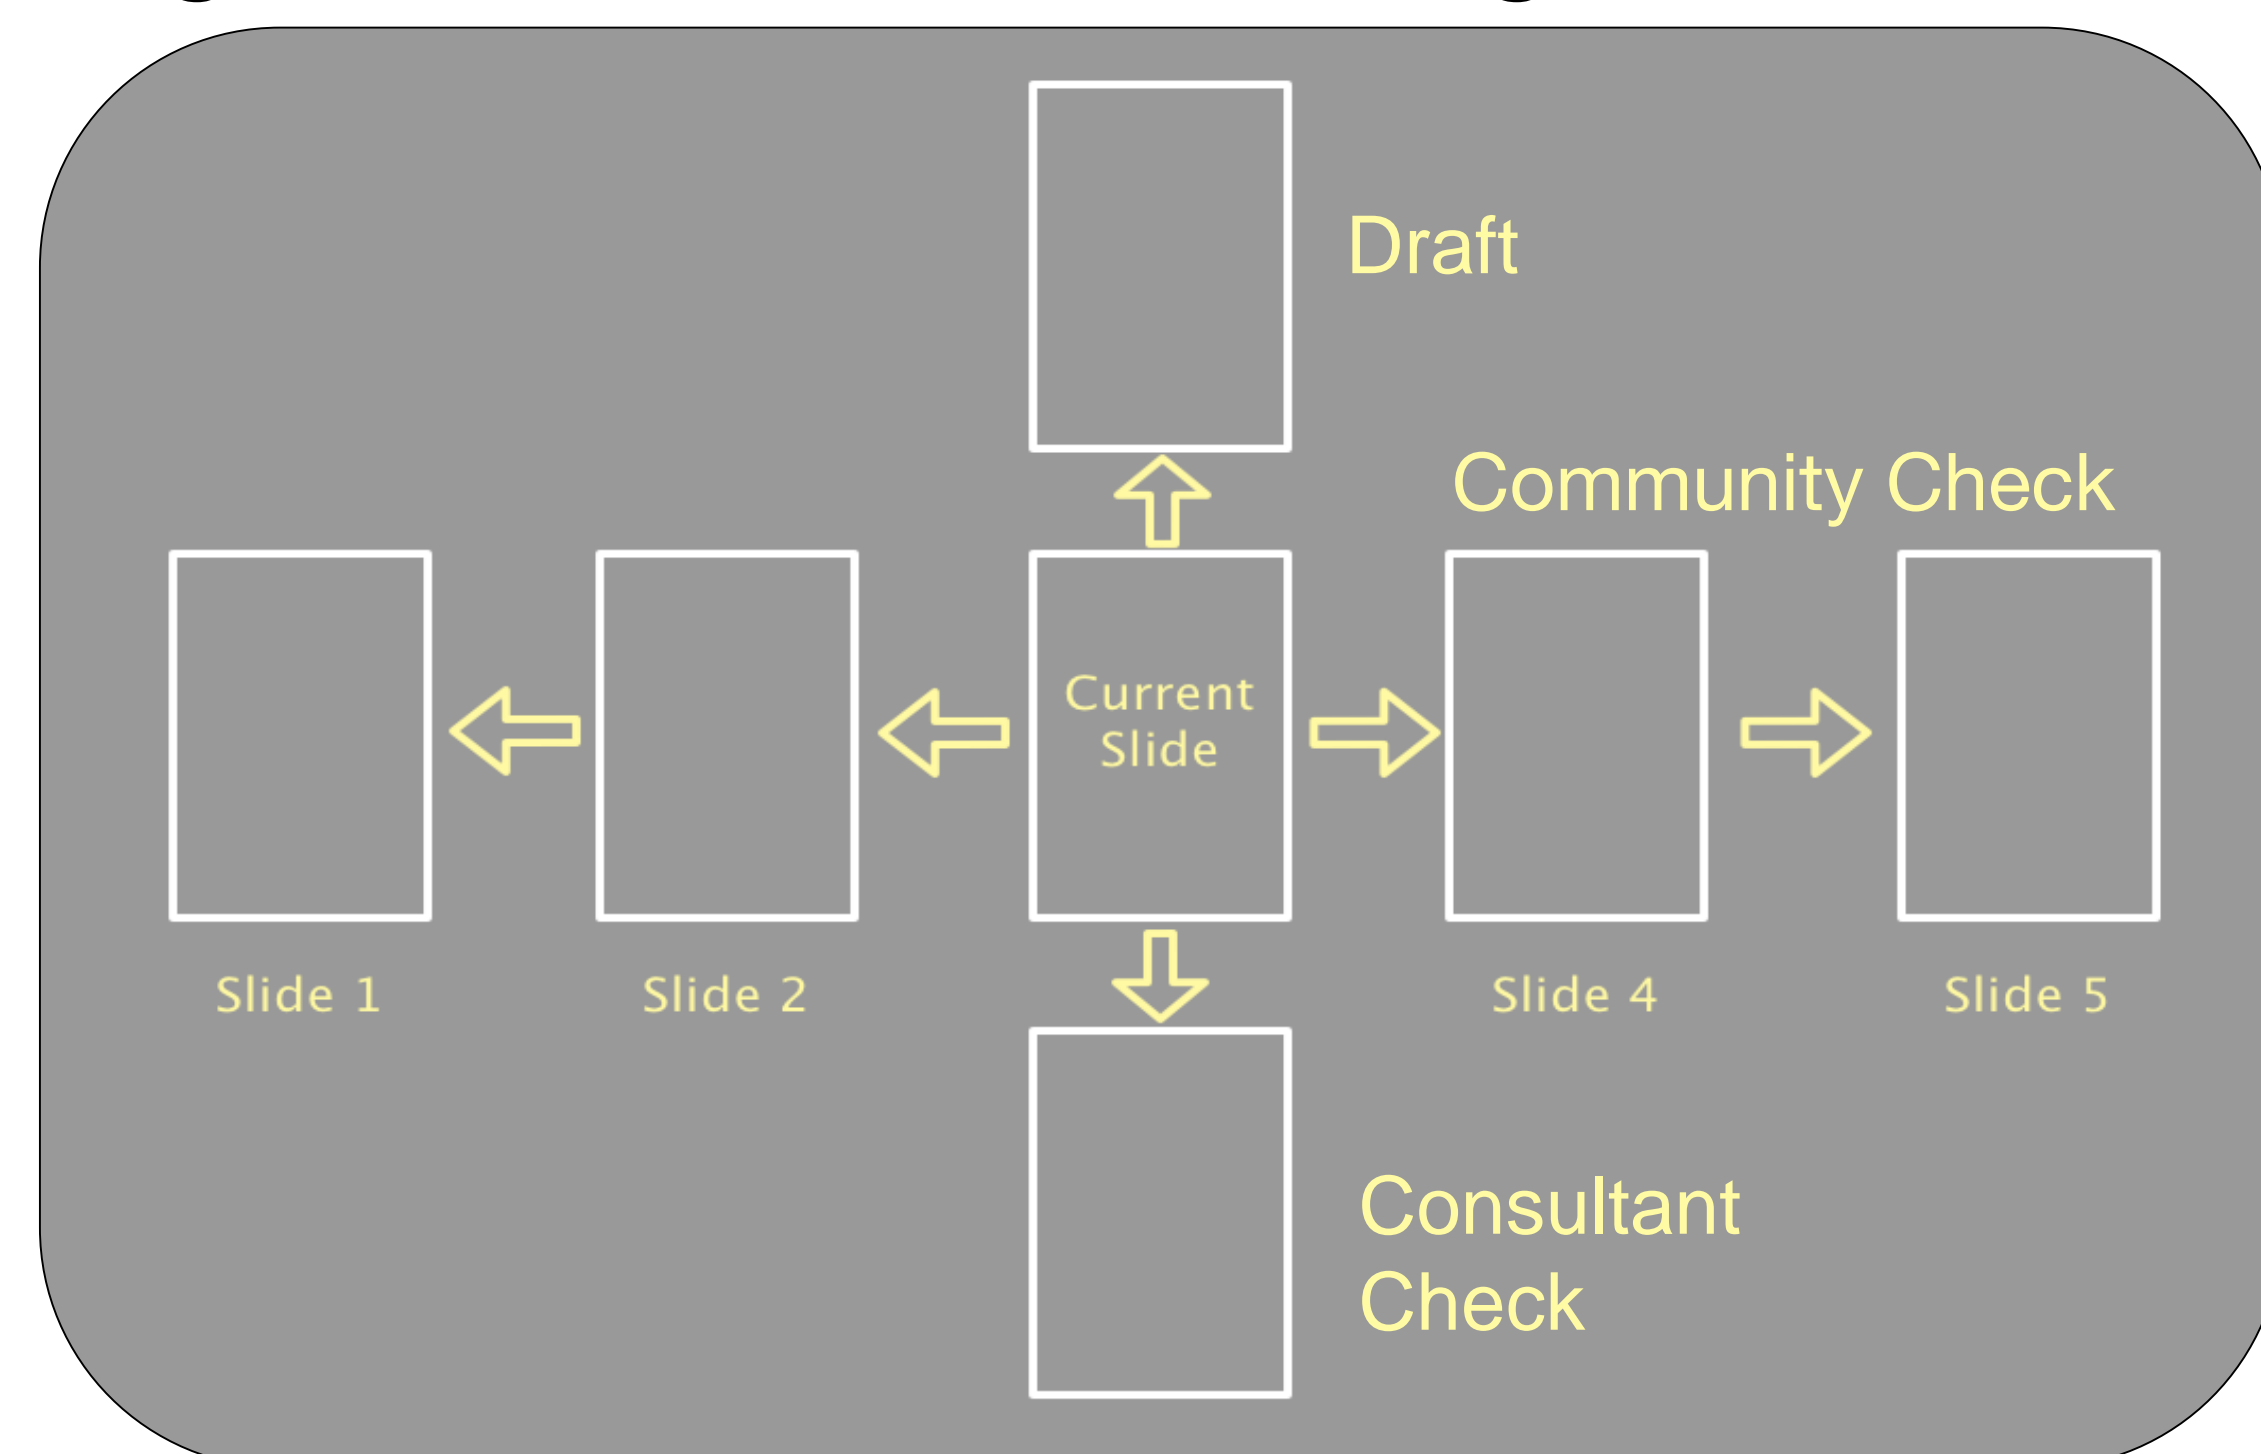 Draft
Community Check
Current
Slide
Slide 1
Slide 2
Slide 4
Slide 5
Consultant
Check